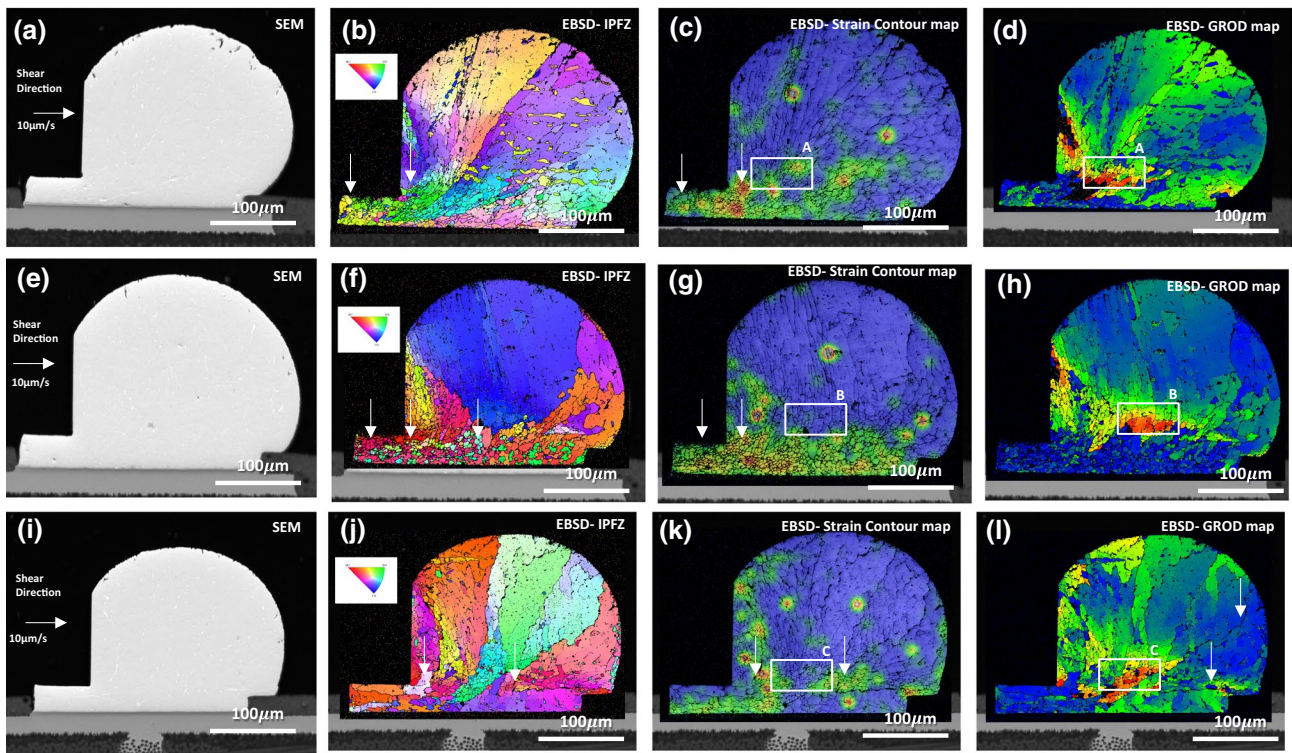 (a) SEM
Shear
Direction
10μm/s
100μm
(b) EBSD- IPFZ
100μm
(c) EBSD- Strain Contour map
A
100μm
(d) EBSD- GROD map
A
100μm
(e) SEM
Shear
Direction
10μm/s
100μm
(f) EBSD- IPFZ
100μm
(g) EBSD- Strain Contour map
B
100μm
(h) EBSD- GROD map
B
100μm
(i) SEM
Shear
Direction
10μm/s
100μm
(j) EBSD- IPFZ
100μm
(k) EBSD- Strain Contour map
C
100μm
(l) EBSD- GROD map
C
100μm